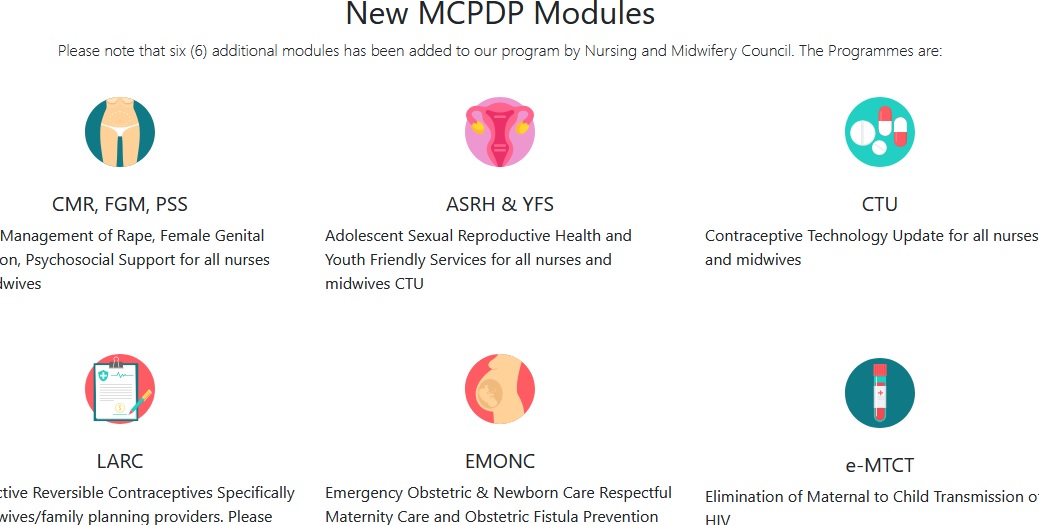 New MCPDP Modules
Please note that six (6) additional modules has been added to our program by Nursing and Midwifery Council. The Programmes are:
CMR, FGM, PSS
ASRH & YFS
CTU
Management of Rape, Female Genital
on, Psychosocial Support for all nurses
dwives
Adolescent Sexual Reproductive Health and
Youth Friendly Services for all nurses and
midwives CTU
Contraceptive Technology Update for all nurses
and midwives
LARC
EMONC
e-MTCT
ctive Reversible Contraceptives Specifically
wives/family planning providers. Please
Emergency Obstetric & Newborn Care Respectful
Maternity Care and Obstetric Fistula Prevention
Elimination of Maternal to Child Transmission o
HIV